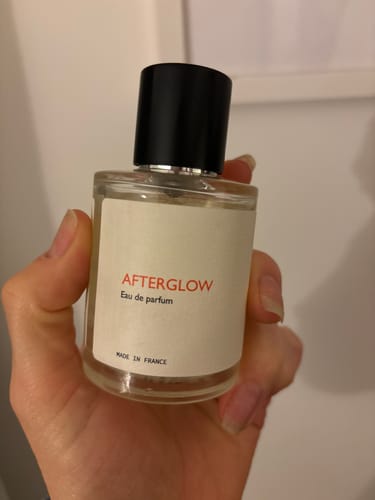 AFTERGLOW
Eau de parfum
MADE IN FRANCE